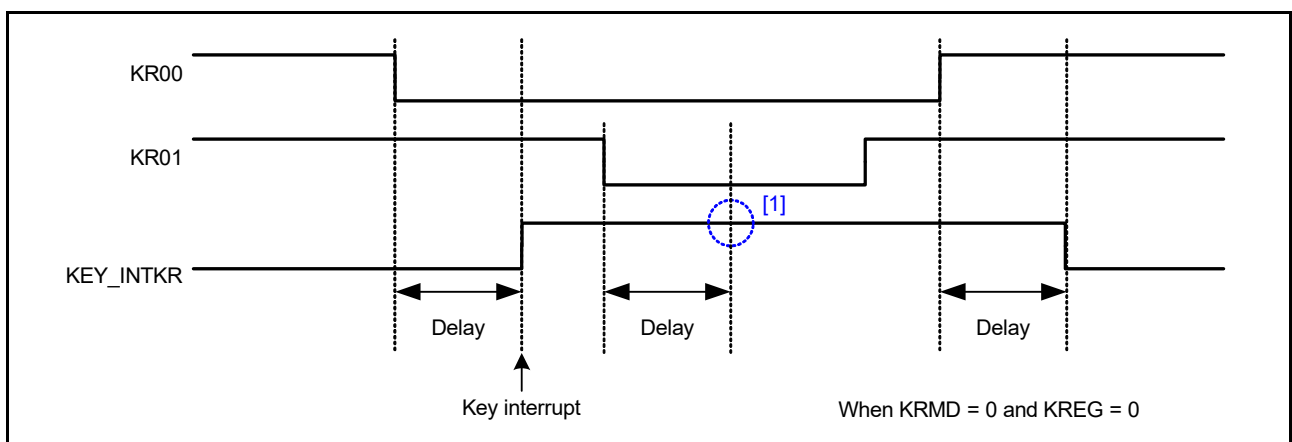 KR00
KR01
[1]
KEY_INTKR
Delay Delay Delay
Key interrupt When KRMD = 0 and KREG = 0